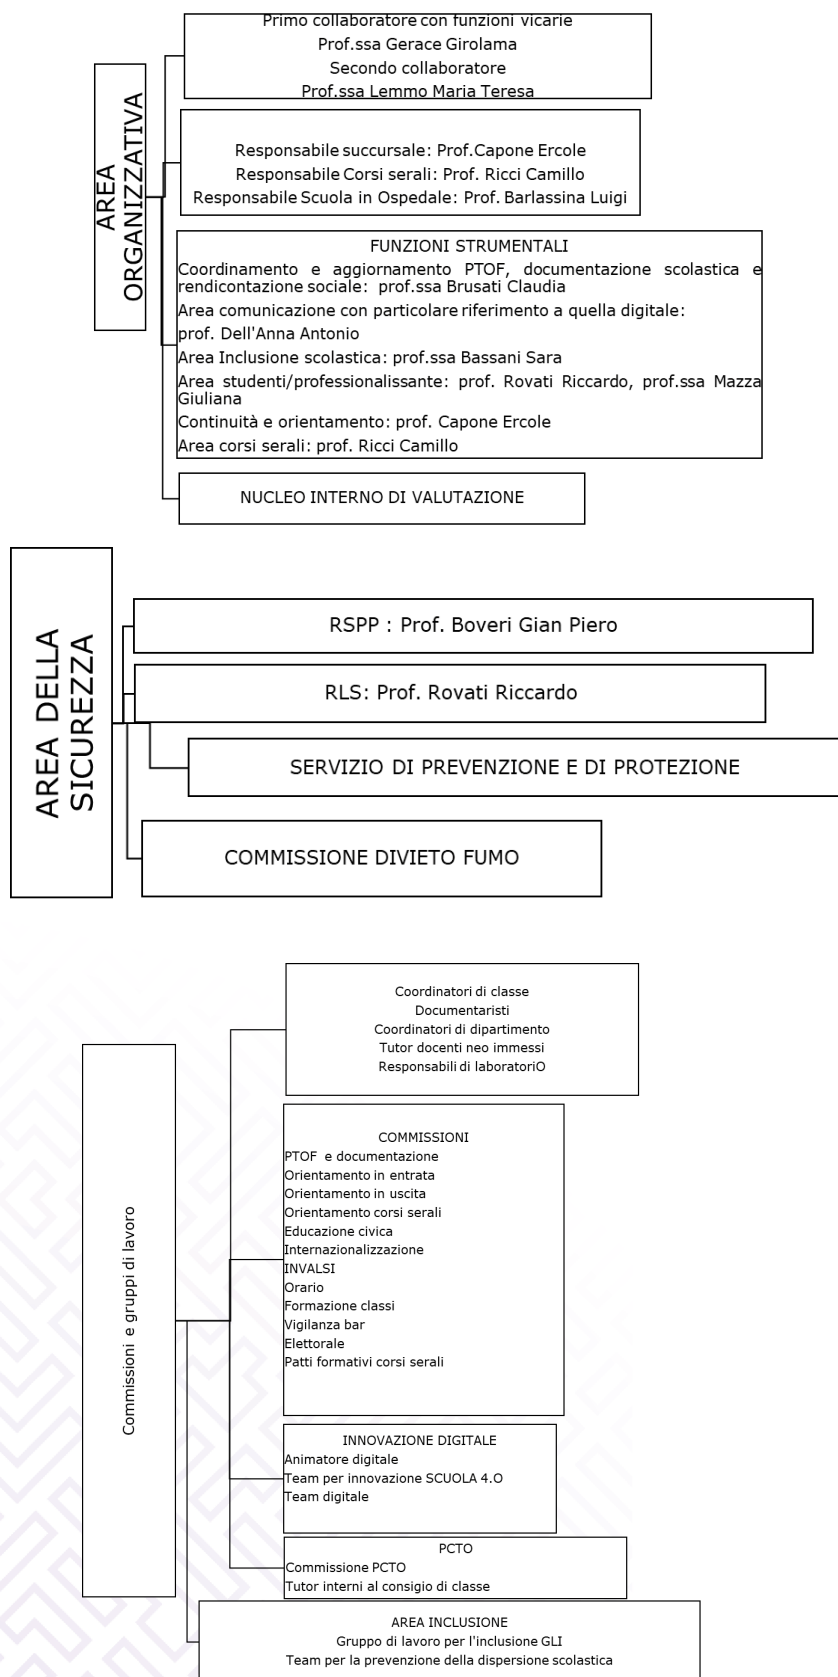 AREA
ORGANIZZATIVA
Primo collaboratore con funzioni vicarie
Prof.ssa Gerace Girolama
Secondo collaboratore
Prof.ssa Lemmo Maria Teresa
Responsabile succursale: Prof.Capone Ercole
Responsabile Corsi serali: Prof. Ricci Camillo
Responsabile Scuola in Ospedale: Prof. Barlassina Luigi
FUNZIONI STRUMENTALI
Coordinamento e aggiornamento PTOF, documentazione scolastica e
rendicontazione sociale: prof.ssa Brusati Claudia
Area comunicazione con particolare riferimento a quella digitale:
prof. Dell'Anna Antonio
Area Inclusione scolastica: prof.ssa Bassani Sara
Area studenti/professionalissante: prof. Rovati Riccardo, prof.ssa Mazza
Giuliana
Continuità e orientamento: prof. Capone Ercole
Area corsi serali: prof. Ricci Camillo
NUCLEO INTERNO DI VALUTAZIONE
AREA DELLA
SICUREZZA
RSPP : Prof. Boveri Gian Piero
RLS: Prof. Rovati Riccardo
SERVIZIO DI PREVENZIONE E DI PROTEZIONE
COMMISSIONE DIVIETO FUMO
Commissioni e gruppi di lavoro
Coordinatori di classe
Documentaristi
Coordinatori di dipartimento
Tutor docenti neo immessi
Responsabili di laboratoriO
COMMISSIONI
PTOF e documentazione
Orientamento in entrata
Orientamento in uscita
Orientamento corsi serali
Educazione civica
Internazionalizzazione
INVALSI
Orario
Formazione classi
Vigilanza bar
Elettorale
Patti formativi corsi serali
INNOVAZIONE DIGITALE
Animatore digitale
Team per innovazione SCUOLA 4.O
Team digitale
PCTO
Commissione PCTO
Tutor interni al consigio di classe
AREA INCLUSIONE
Gruppo di lavoro per l'inclusione GLI
Team per la prevenzione della dispersione scolastica